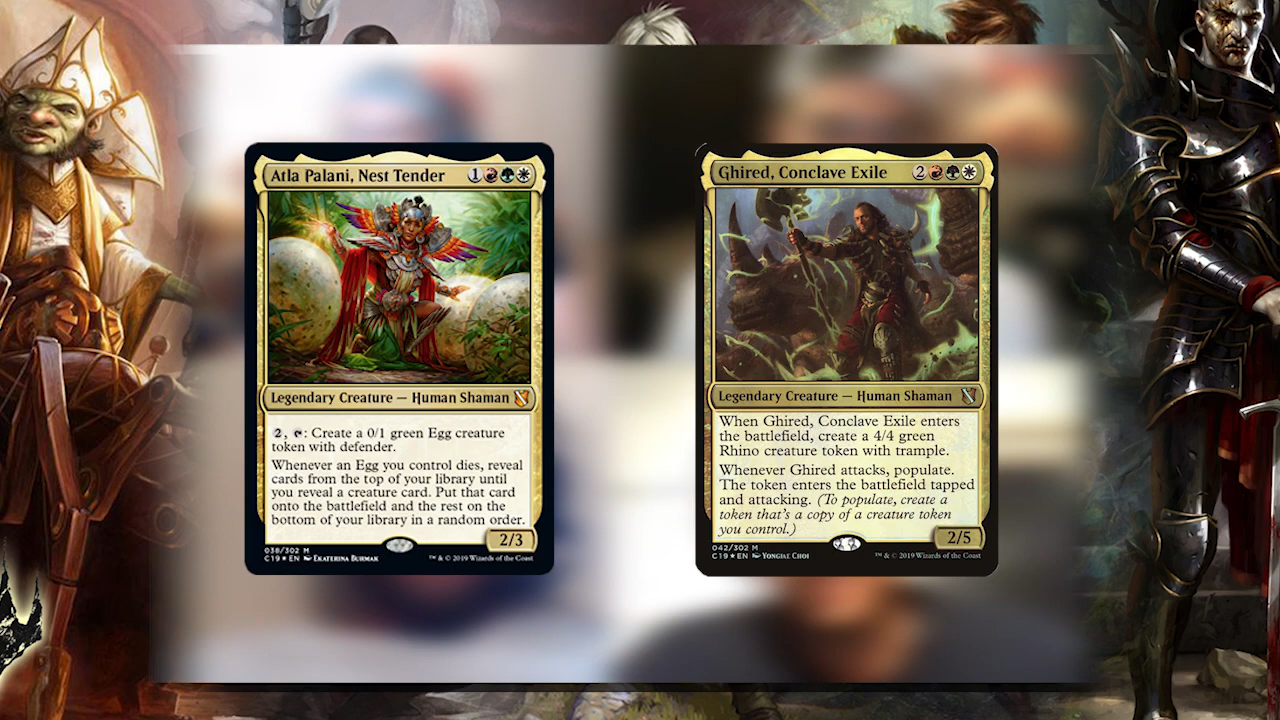 Atla Palani, Nest Tender 1
Legendary Creature — Human Shaman
2, : Create a 0/1 green Egg creature
token with defender.
Whenever an Egg you control dies, reveal
cards from the top of your library until
you reveal a creature card. Put that card
onto the battlefield and the rest on the
bottom of your library in a random order.
2/3
038/302 M
C19 ★ EN EKATERINA BURMAK
™ & © 2019 Wizards of the Coast
Ghired, Conclave Exile 2
Legendary Creature — Human Shaman
When Ghired, Conclave Exile enters
the battlefield, create a 4/4 green
Rhino creature token with trample.
Whenever Ghired attacks, populate.
The token enters the battlefield tapped
and attacking. (To populate, create a
token that's a copy of a creature token
you control.)
2/5
042/302 M
C19 ★ EN YONGJAE CHOI
™ & © 2019 Wizards of the Coast